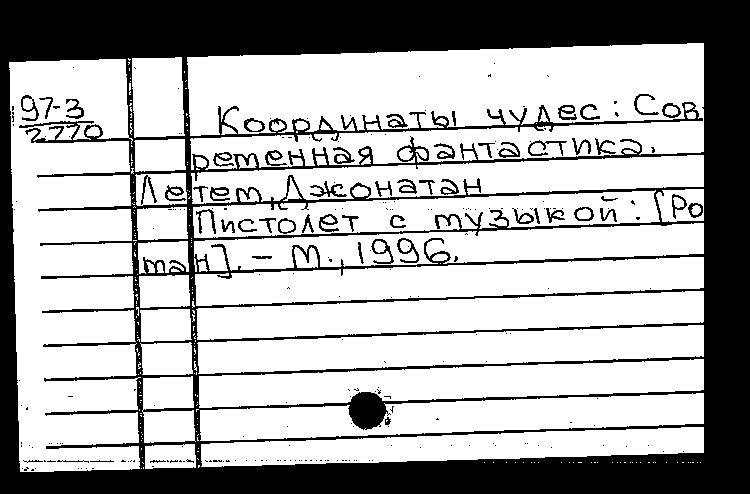 97-3
2770
Координаты чудес: Сов
ременная фантастика.
Летем, Джонатан
Пистолет с музыкой: [Ро
ман]. - М., 1996.